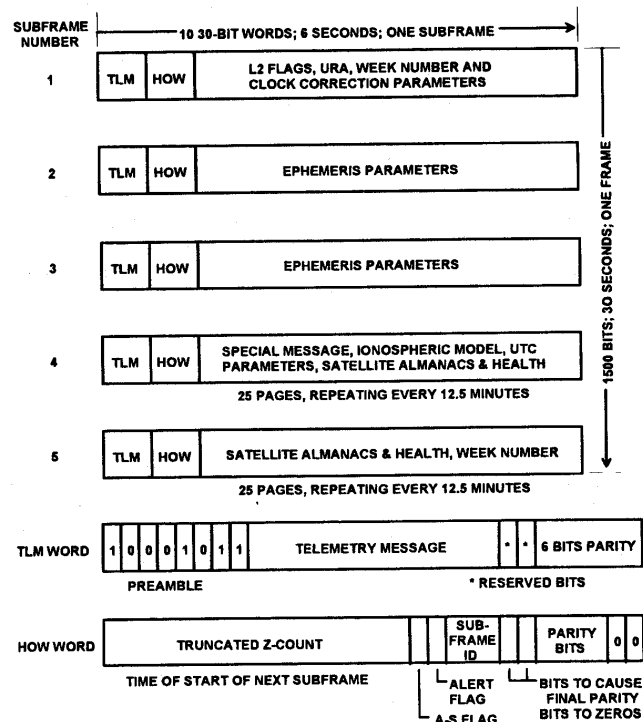 SUBFRAME
NUMBER
10 30-BIT WORDS; 6 SECONDS; ONE SUBFRAME
1
TLM HOW
L2 FLAGS, URA, WEEK NUMBER AND
CLOCK CORRECTION PARAMETERS
2
TLM HOW EPHEMERIS PARAMETERS
3
TLM HOW EPHEMERIS PARAMETERS
4
TLM HOW
SPECIAL MESSAGE, IONOSPHERIC MODEL, UTC
PARAMETERS, SATELLITE ALMANACS & HEALTH
25 PAGES, REPEATING EVERY 12.5 MINUTES
5
TLM HOW SATELLITE ALMANACS & HEALTH, WEEK NUMBER
25 PAGES, REPEATING EVERY 12.5 MINUTES
1500 BITS; 30 SECONDS; ONE FRAME
TLM WORD 1 0 0 0 1 0 1 1 TELEMETRY MESSAGE * * 6 BITS PARITY
PREAMBLE
* RESERVED BITS
HOW WORD TRUNCATED Z-COUNT
SUB-
FRAME
ID
PARITY
BITS
0 0
TIME OF START OF NEXT SUBFRAME
ALERT
FLAG
A-S FLAG
BITS TO CAUSE
FINAL PARITY
BITS TO ZEROS